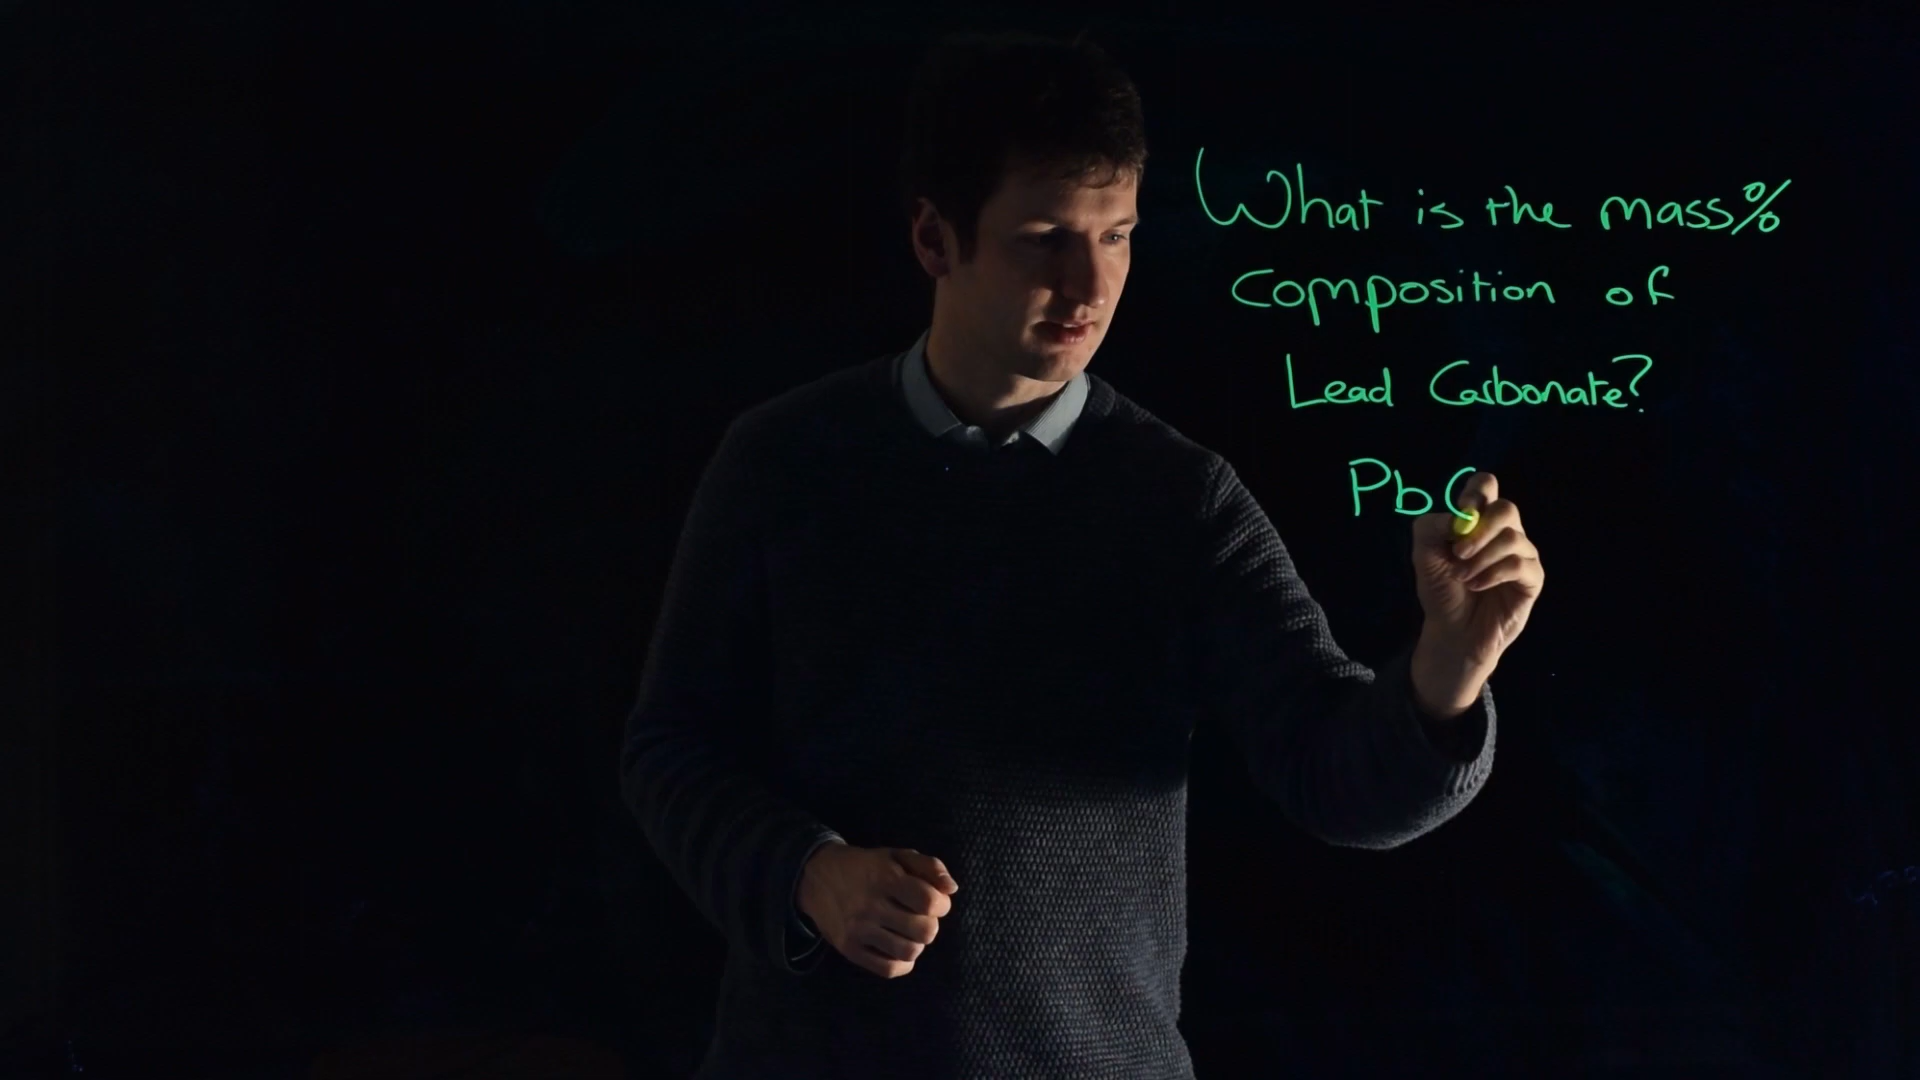 What is the mass%
composition of
Lead Carbonate?
PbC